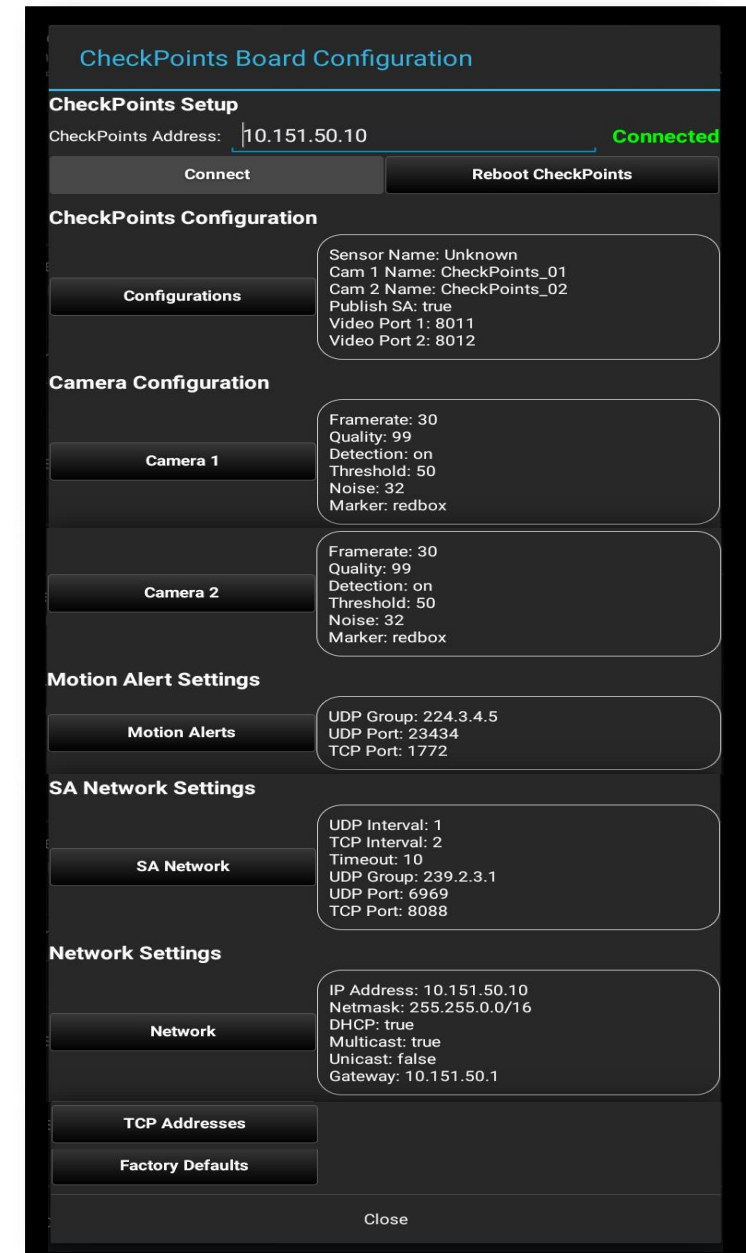 CheckPoints Board Configuration
CheckPoints Setup
CheckPoints Address: 10.151.50.10 Connected
Connect Reboot CheckPoints
CheckPoints Configuration
Configurations
Sensor Name: Unknown
Cam 1 Name: CheckPoints_01
Cam 2 Name: CheckPoints_02
Publish SA: true
Video Port 1: 8011
Video Port 2: 8012
Camera Configuration
Camera 1
Framerate: 30
Quality: 99
Detection: on
Threshold: 50
Noise: 32
Marker: redbox
Camera 2
Framerate: 30
Quality: 99
Detection: on
Threshold: 50
Noise: 32
Marker: redbox
Motion Alert Settings
Motion Alerts
UDP Group: 224.3.4.5
UDP Port: 23434
TCP Port: 1772
SA Network Settings
SA Network
UDP Interval: 1
TCP Interval: 2
Timeout: 10
UDP Group: 239.2.3.1
UDP Port: 6969
TCP Port: 8088
Network Settings
Network
IP Address: 10.151.50.10
Netmask: 255.255.0.0/16
DHCP: true
Multicast: true
Unicast: false
Gateway: 10.151.50.1
TCP Addresses
Factory Defaults
Close